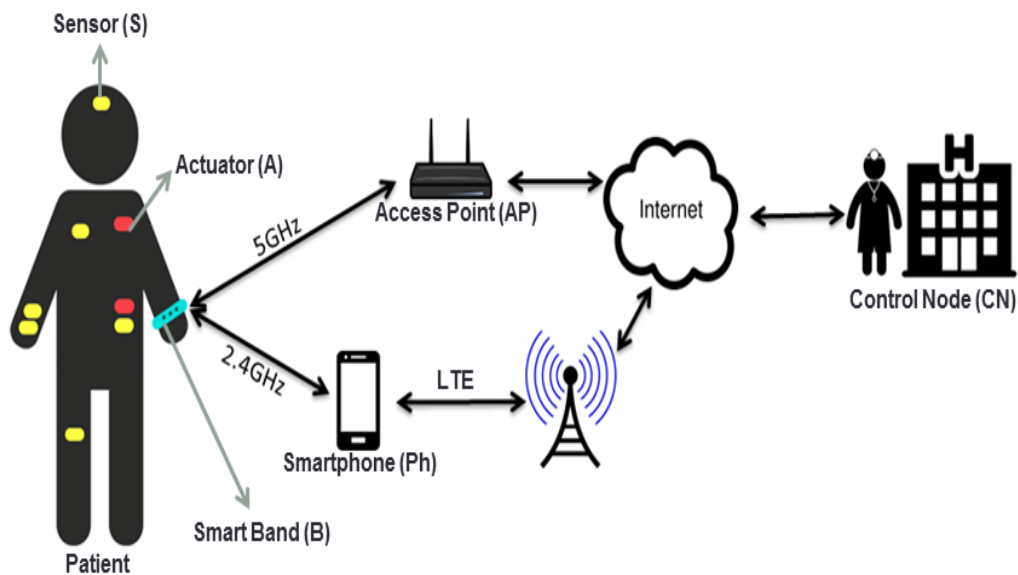 Sensor (S)
Actuator (A)
5GHz
Access Point (AP)
Internet
H
Control Node (CN)
2.4GHz
LTE
Smartphone (Ph)
Smart Band (B)
Patient